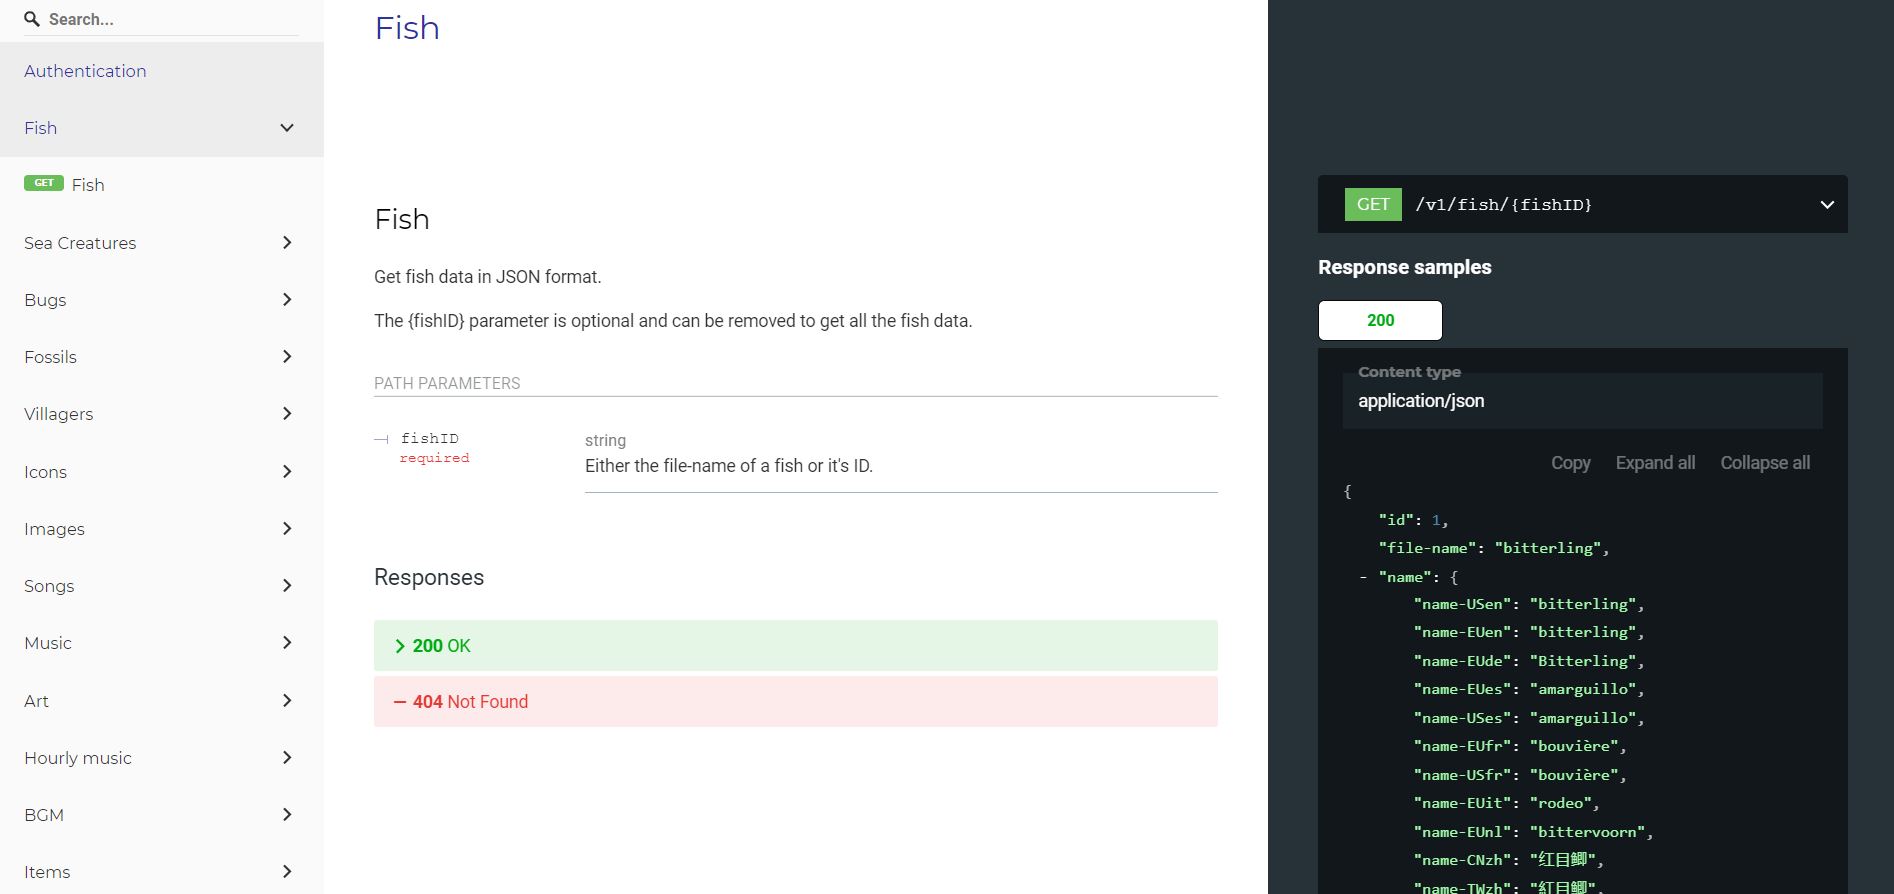 Search...
Authentication
Fish
GET Fish
Sea Creatures
Bugs
Fossils
Villagers
Icons
Images
Songs
Music
Art
Hourly music
BGM
Items
Fish
Fish
Get fish data in JSON format.
The {fishID} parameter is optional and can be removed to get all the fish data.
PATH PARAMETERS
fishID
required
string
Either the file-name of a fish or it's ID.
Responses
200 OK
404 Not Found
GET /v1/fish/{fishID}
Response samples
200
Content type
application/json
Copy Expand all Collapse all
{
"id": 1,
"file-name": "bitterling",
- "name": {
"name-USen": "bitterling",
"name-EUen": "bitterling",
"name-EUde": "Bitterling",
"name-EUes": "amarguillo",
"name-USes": "amarguillo",
"name-EUfr": "bouvière",
"name-USfr": "bouvière",
"name-EUit": "rodeo",
"name-EUnl": "bittervoorn",
"name-CNzh": "红目鲫",
"name-TWzh": "紅目鯽",